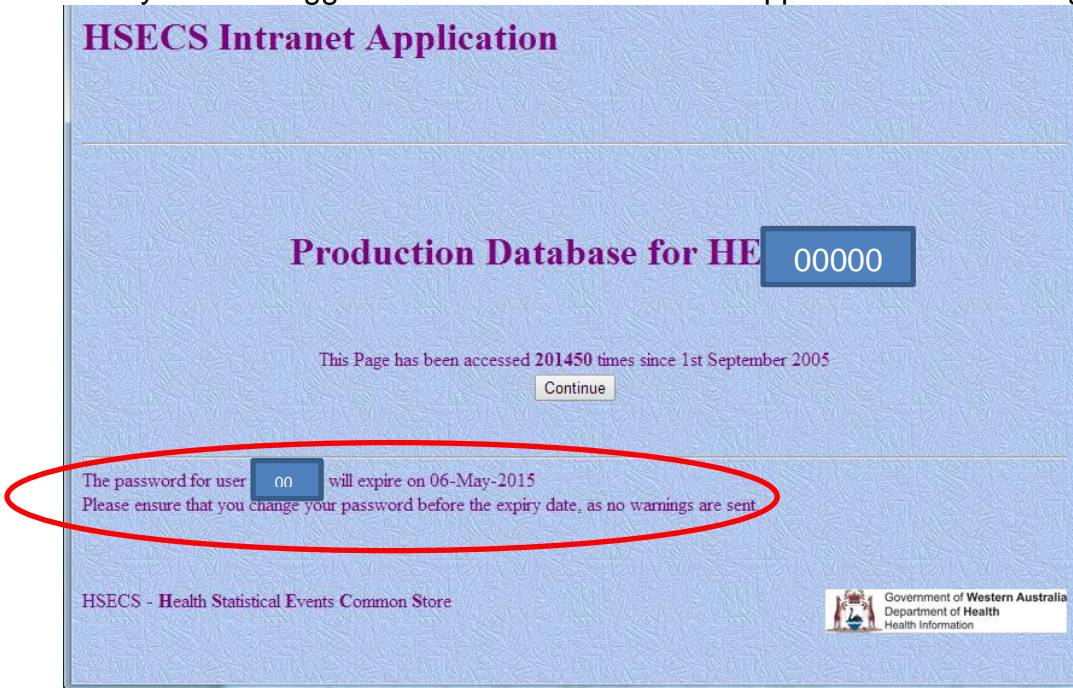 HSECS Intranet Application
Production Database for HE 00000
This Page has been accessed 201450 times since 1st September 2005
Continue
The password for user 00 will expire on 06-May-2015
Please ensure that you change your password before the expiry date, as no warnings are sent
HSECS - Health Statistical Events Common Store
Government of Western Australia
Department of Health
Health Information